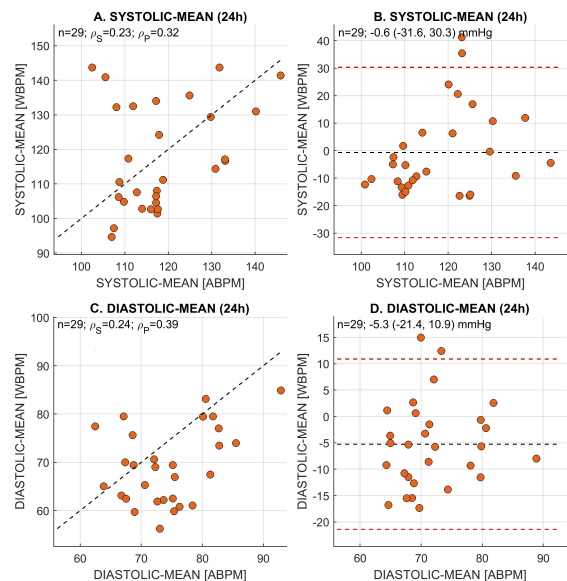 A. SYSTOLIC-MEAN (24h)
n=29; ρS=0.23; ρP=0.32
150
140
130
120
110
100
90
SYSTOLIC-MEAN [WBPM]
100
120
140
SYSTOLIC-MEAN [ABPM]
B. SYSTOLIC-MEAN (24h)
n=29; -0.6 (-31.6, 30.3) mmHg
40
30
20
10
0
-10
-20
-30
SYSTOLIC-MEAN [WBPM]
100
110
120
130
140
SYSTOLIC-MEAN [ABPM]
C. DIASTOLIC-MEAN (24h)
n=29; ρS=0.24; ρP=0.39
100
90
80
70
60
DIASTOLIC-MEAN [WBPM]
60
70
80
90
DIASTOLIC-MEAN [ABPM]
D. DIASTOLIC-MEAN (24h)
n=29; -5.3 (-21.4, 10.9) mmHg
15
10
5
0
-5
-10
-15
-20
DIASTOLIC-MEAN [WBPM]
60
70
80
90
DIASTOLIC-MEAN [ABPM]